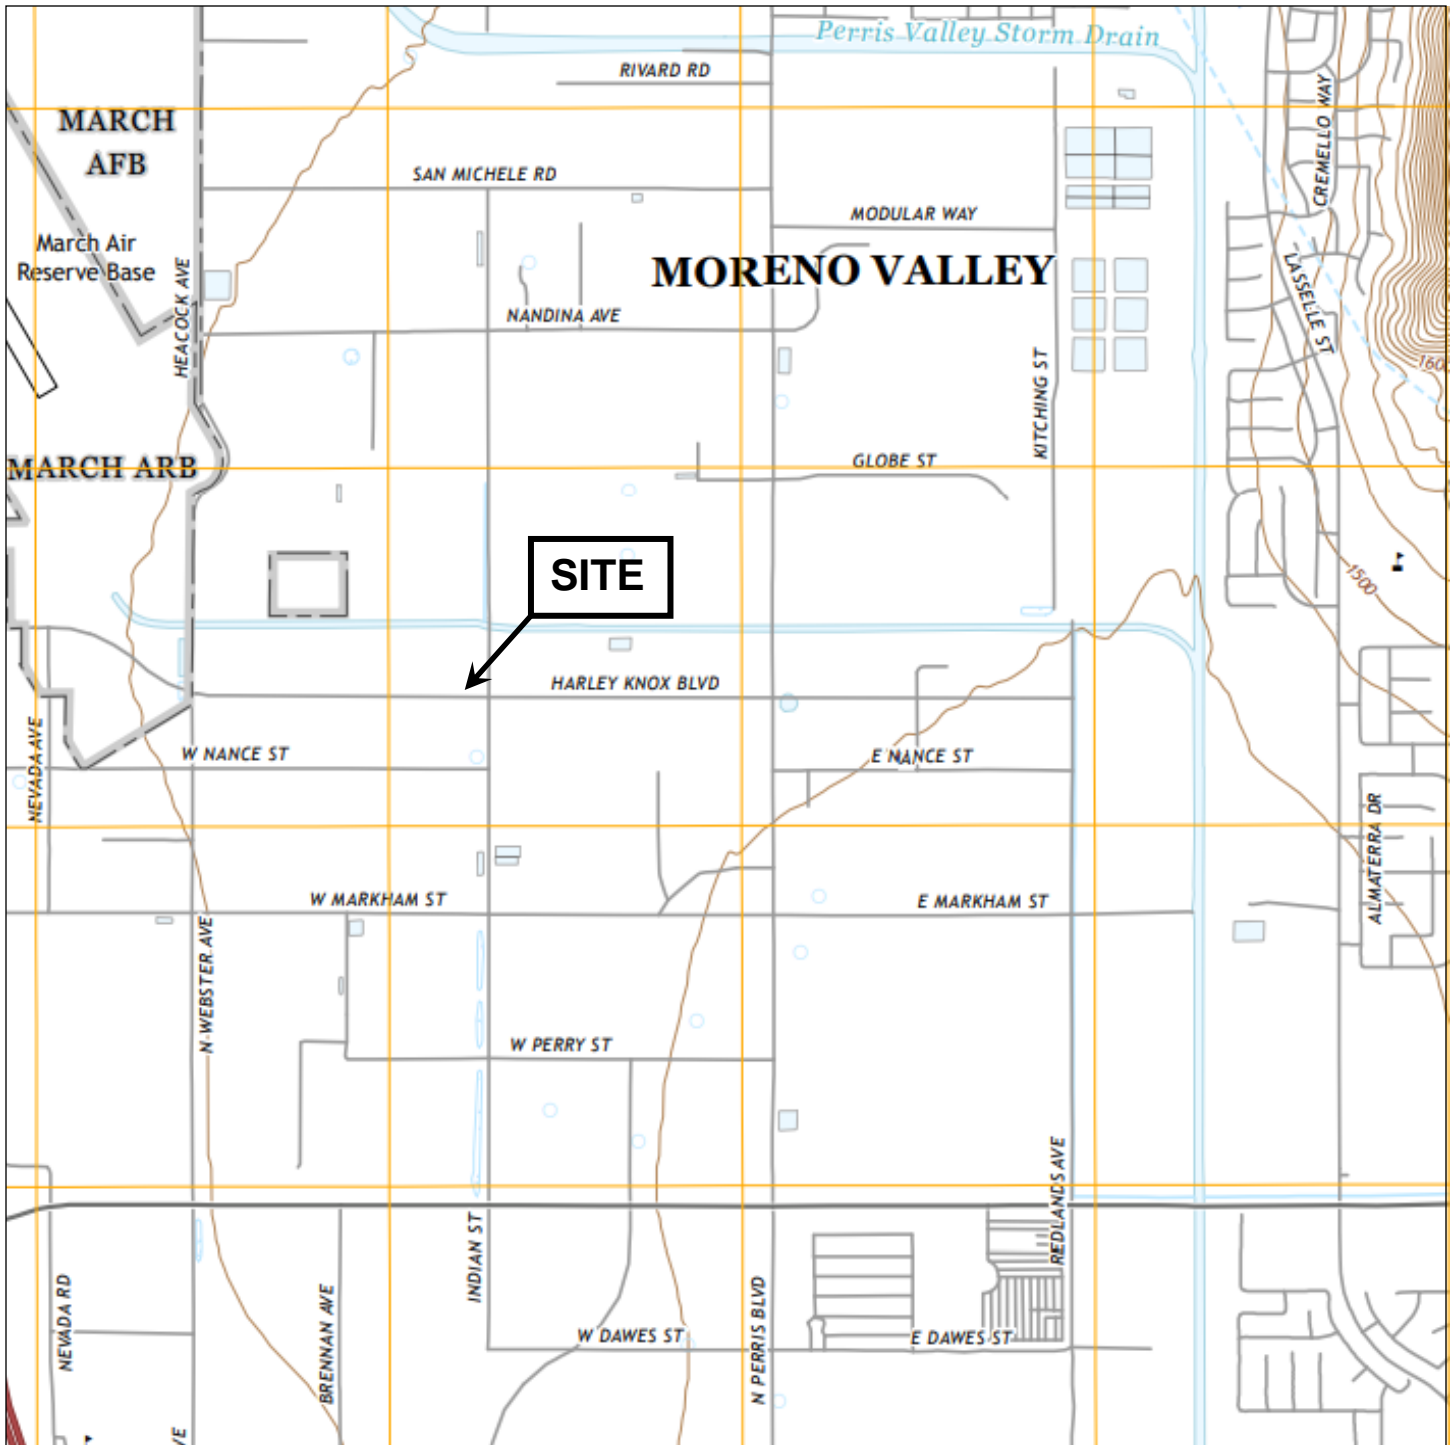 Perris Valley Storm Drain
RIVARD RD
MARCH
AFB
CREMELLO WAY
SAN MICHELE RD
MODULAR WAY
March Air
Reserve Base
MORENO VALLEY
HEACOCK AVE
LASSELLE ST
NANDINA AVE
KITCHING ST
1600
MARCH ARB
GLOBE ST
SITE
1500
HARLEY KNOX BLVD
NEVADA AVE
W NANCE ST
E NANCE ST
ALMATERRA DR
W MARKHAM ST
E MARKHAM ST
N WEBSTER AVE
W PERRY ST
REDLANDS AVE
INDIAN ST
NEVADA RD
BRENNAN AVE
N PERRIS BLVD
W DAWES ST
E DAWES ST
VE